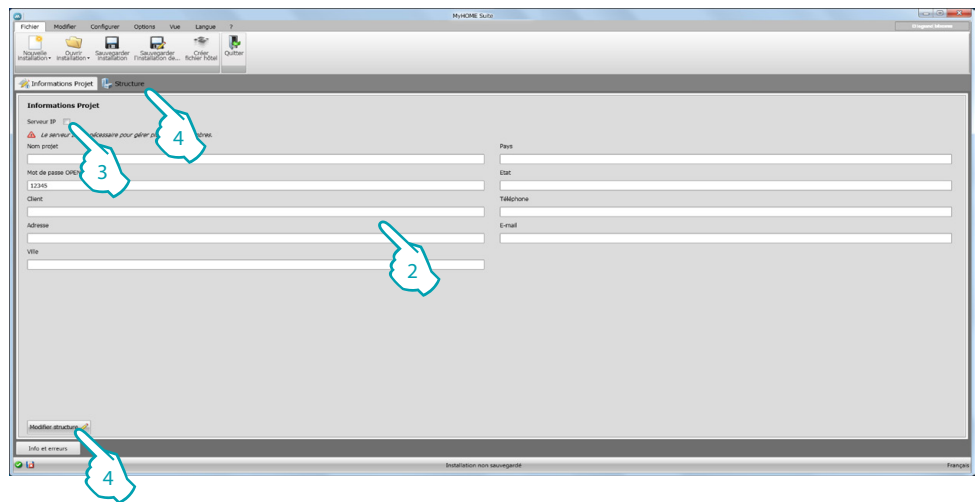 MyHOME Suite
Fichier Modifier Configurer Options Vue Langue ?
Nouvelle installation
Ouvrir installation
Sauvegarder installation
Sauvegarder l'installation de...
Créer fichier hôtel
Quitter
Informations Projet Structure
4
Informations Projet
Serveur IP
3
Le serveur nécessaire pour gérer
Nom projet
Pays
Mot de passe OPEN
Etat
12345
Client
Téléphone
Adresse
E-mail
Ville
2
Modifier structure
4
Info et erreurs
Installation non sauvegardé
Français